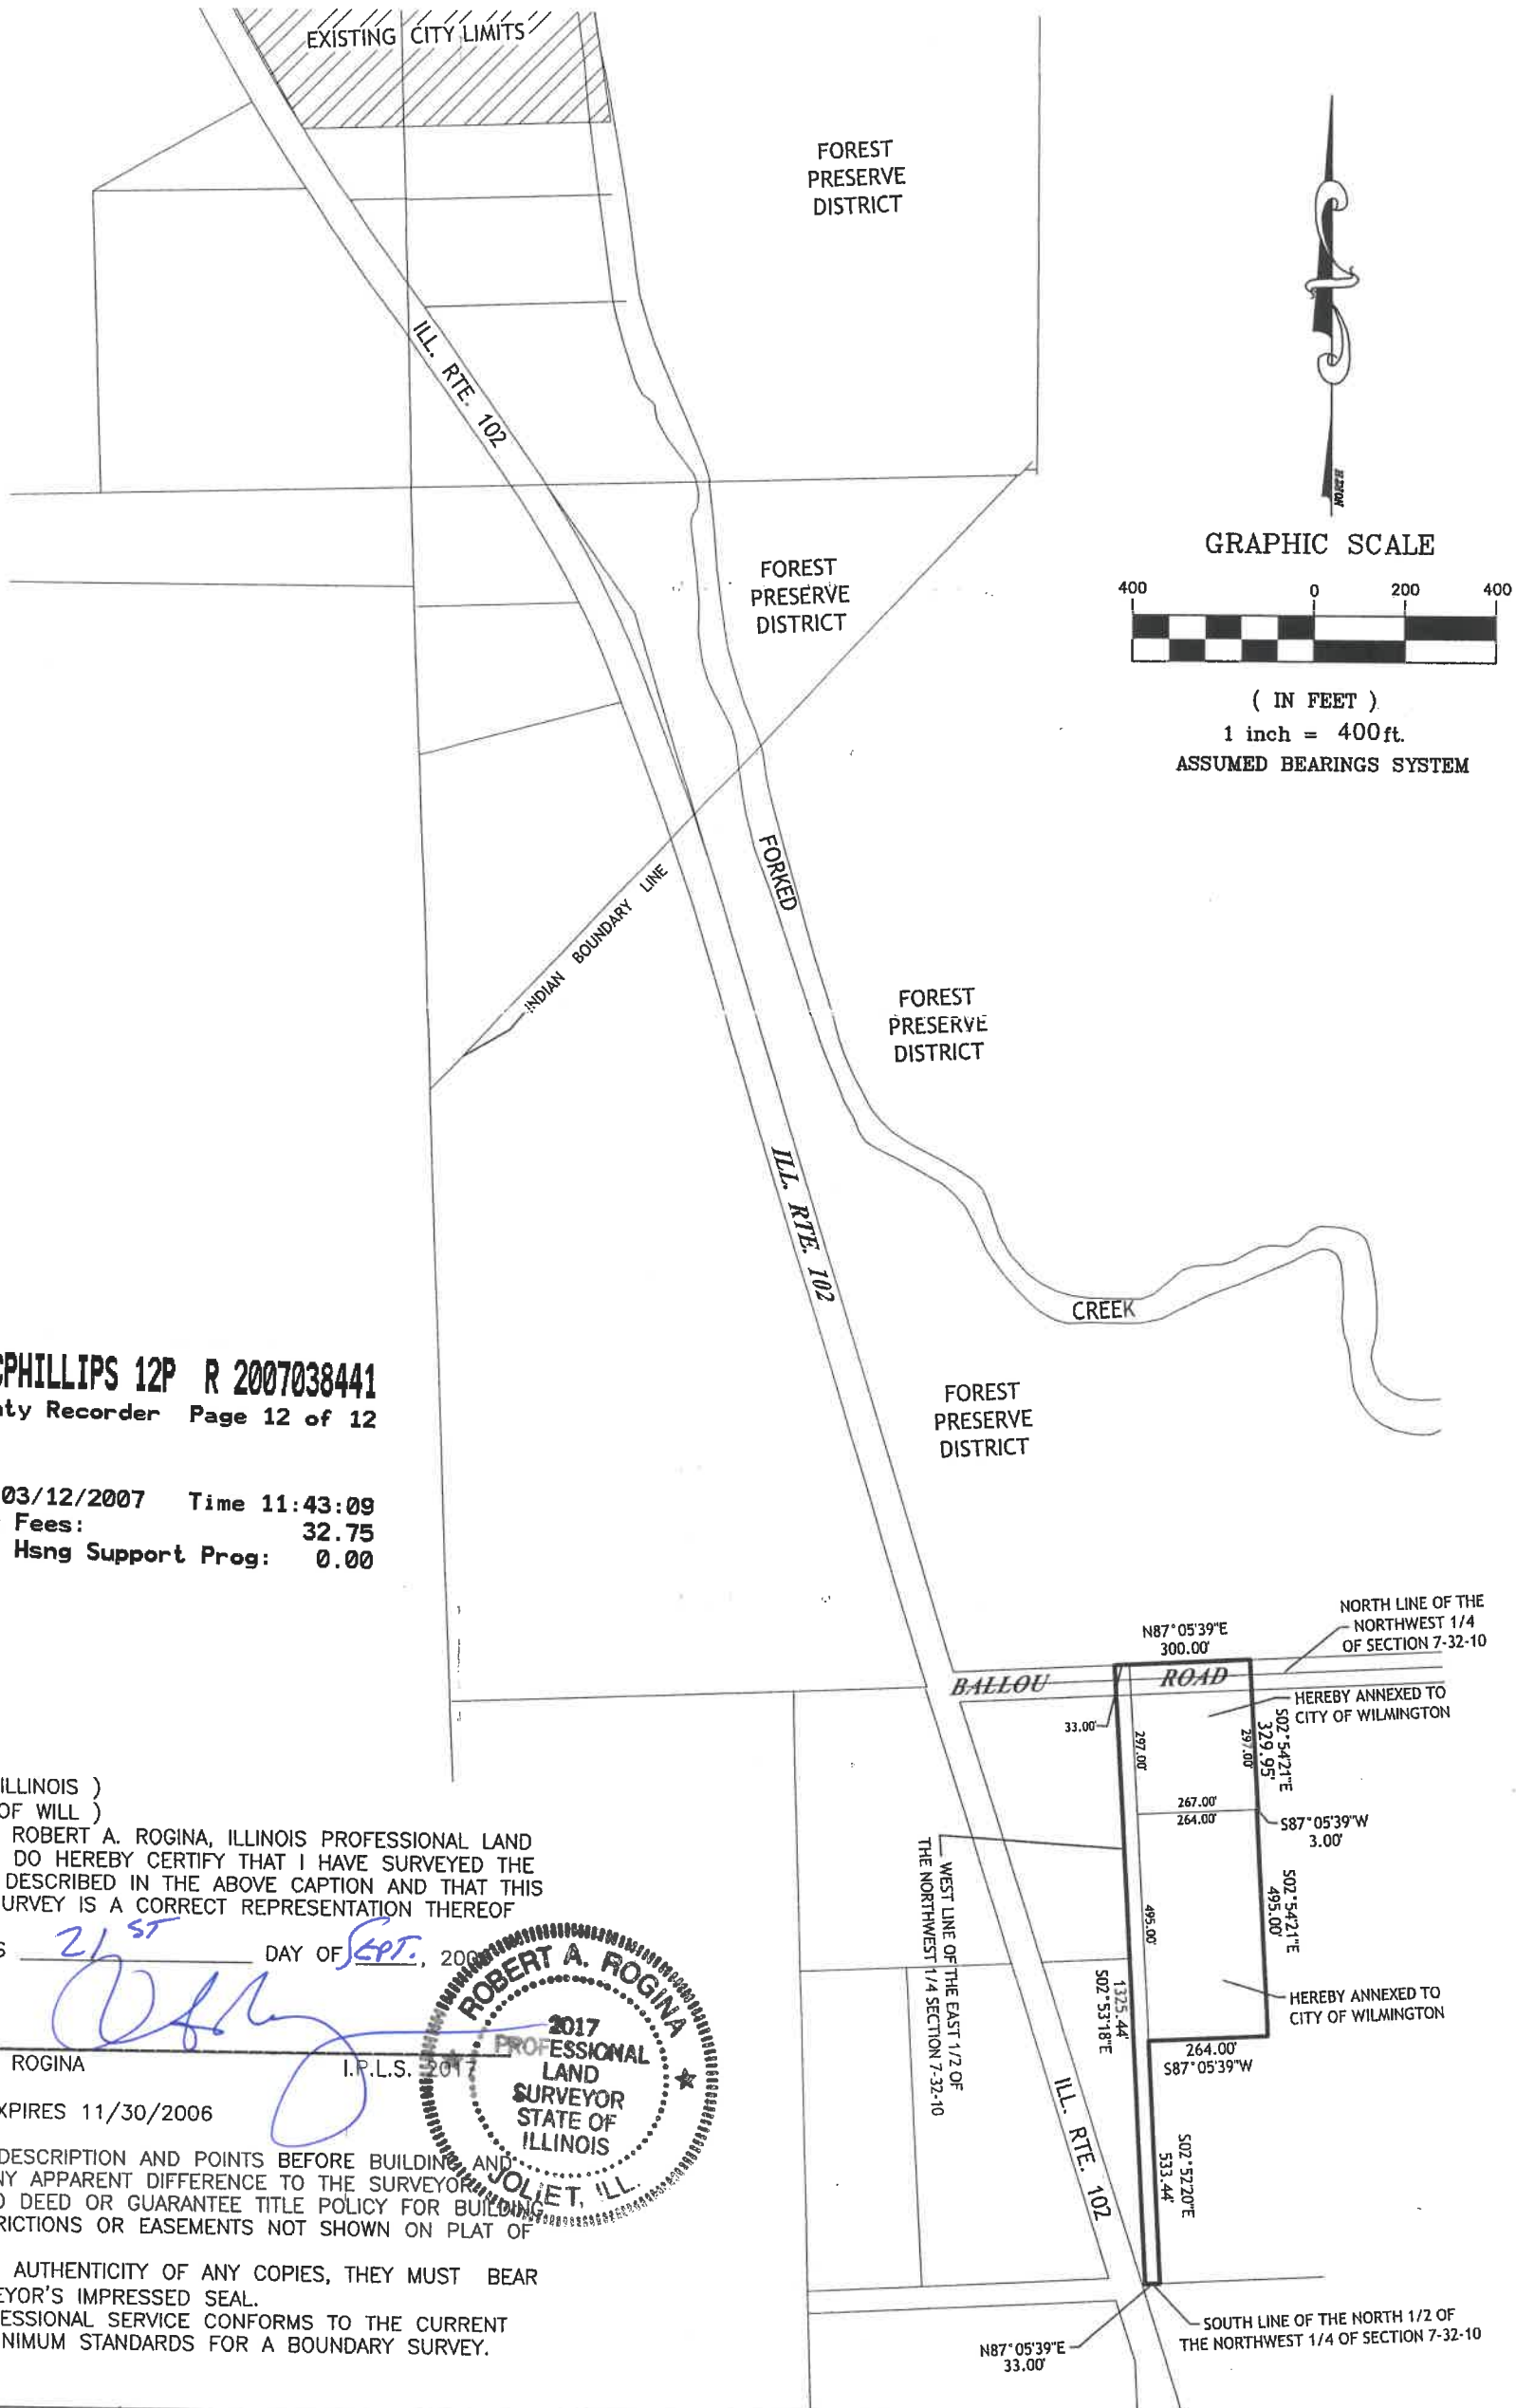 EXISTING CITY LIMITS
FOREST
PRESERVE
DISTRICT
NORTH
ILL. RTE. 102
GRAPHIC SCALE
400 0 200 400
( IN FEET )
1 inch = 400 ft.
ASSUMED BEARINGS SYSTEM
FOREST
PRESERVE
DISTRICT
FORKED
INDIAN BOUNDARY LINE
FOREST
PRESERVE
DISTRICT
ILL. RTE. 102
CREEK
FOREST
PRESERVE
DISTRICT
CPHILLIPS 12P R 2007038441
nty Recorder Page 12 of 12
03/12/2007 Time 11:43:09
Fees: 32.75
Hsng Support Prog: 0.00
NORTH LINE OF THE
NORTHWEST 1/4
OF SECTION 7-32-10
N87°05'39"E
300.00'
BALLOU ROAD
HEREBY ANNEXED TO
CITY OF WILMINGTON
33.00'
297.00'
297.00'
S02°54'21"E
329.95'
267.00'
264.00'
S87°05'39"W
3.00'
WEST LINE OF THE EAST 1/2 OF
THE NORTHWEST 1/4 SECTION 7-32-10
495.00'
S02°54'21"E
495.00'
1325.44'
S02°53'18"E
HEREBY ANNEXED TO
CITY OF WILMINGTON
264.00'
S87°05'39"W
ILL. RTE. 102
S02°52'20"E
533.44'
SOUTH LINE OF THE NORTH 1/2 OF
THE NORTHWEST 1/4 OF SECTION 7-32-10
N87°05'39"E
33.00'
ILLINOIS )
OF WILL )
ROBERT A. ROGINA, ILLINOIS PROFESSIONAL LAND
DO HEREBY CERTIFY THAT I HAVE SURVEYED THE
DESCRIBED IN THE ABOVE CAPTION AND THAT THIS
URVEY IS A CORRECT REPRESENTATION THEREOF
S 21ST DAY OF SEPT., 200
ROGINA I.P.L.S. 2017
XPIRES 11/30/2006
ROBERT A. ROGINA
2017
PROFESSIONAL
LAND
SURVEYOR
STATE OF
ILLINOIS
JOLIET, ILL.
DESCRIPTION AND POINTS BEFORE BUILDING AND
NY APPARENT DIFFERENCE TO THE SURVEYOR
O DEED OR GUARANTEE TITLE POLICY FOR BUILDING
RICTIONS OR EASEMENTS NOT SHOWN ON PLAT OF
AUTHENTICITY OF ANY COPIES, THEY MUST BEAR
EYOR'S IMPRESSED SEAL.
ESSIONAL SERVICE CONFORMS TO THE CURRENT
NIMUM STANDARDS FOR A BOUNDARY SURVEY.